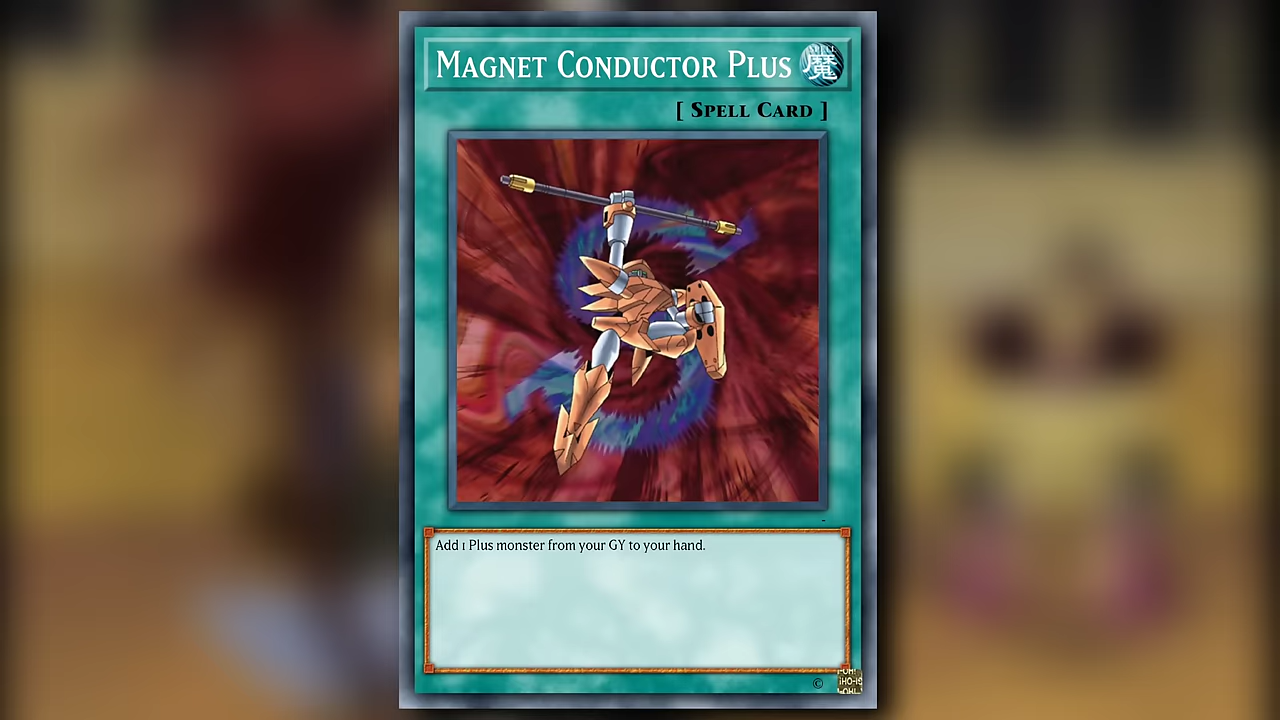 Magnet Conductor Plus
魔
[ Spell Card ]
Add 1 Plus monster from your GY to your hand.
©